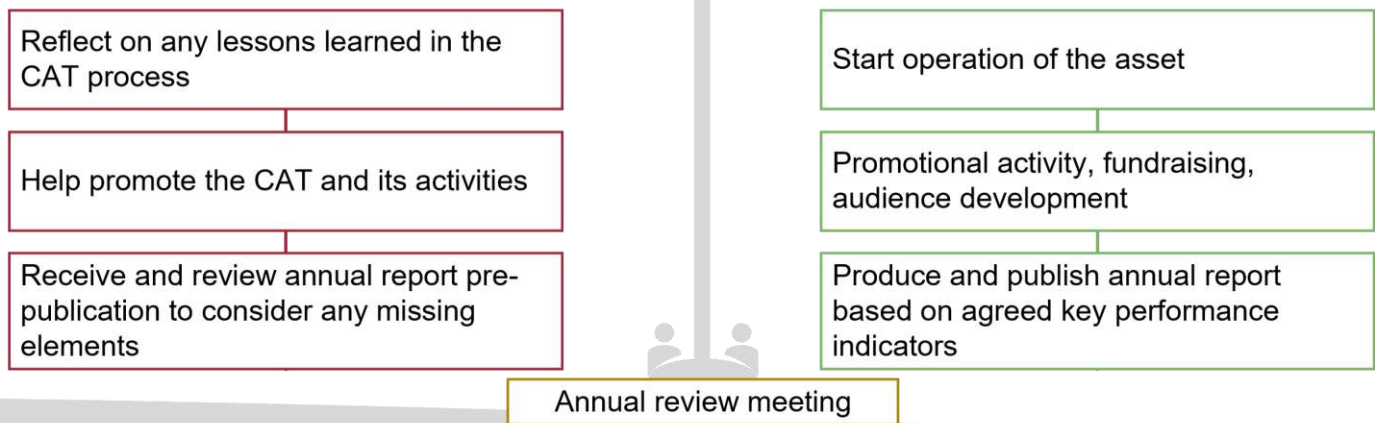 Reflect on any lessons learned in the
CAT process
Help promote the CAT and its activities
Receive and review annual report pre-
publication to consider any missing
elements
Start operation of the asset
Promotional activity, fundraising,
audience development
Produce and publish annual report
based on agreed key performance
indicators
Annual review meeting